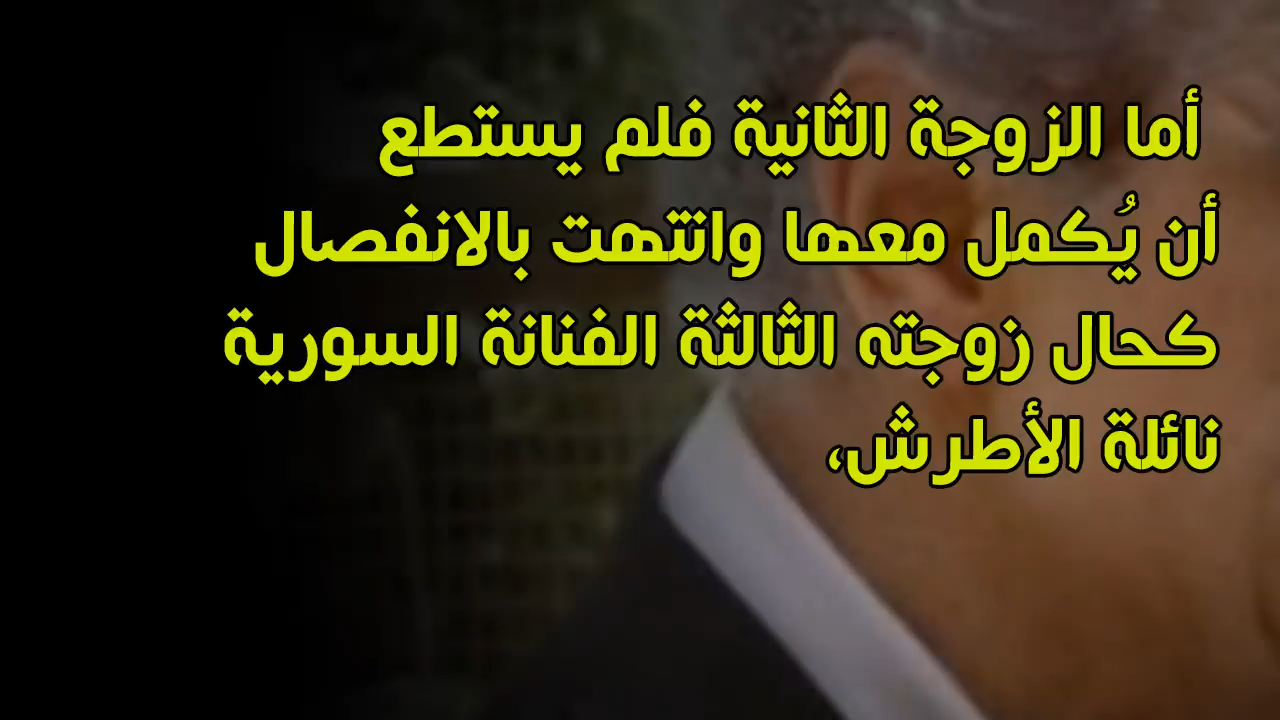 أما الزوجة الثانية فلم يستطع
أن يُكمل معها وانتهت بالانفصال
كحال زوجته الثالثة الفنانة السورية
نائلة الأطرش،